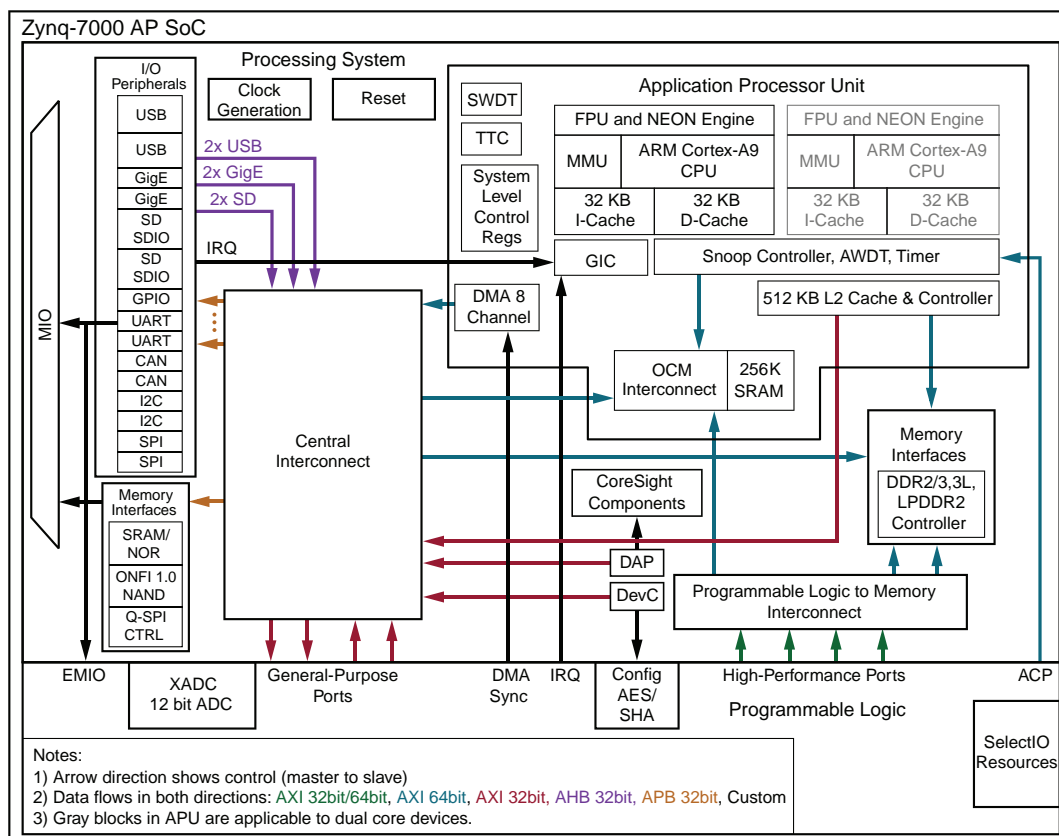 Zynq-7000 AP SoC
Processing System
I/O
Peripherals
USB
USB
GigE
GigE
SD
SDIO
SD
SDIO
GPIO
UART
UART
CAN
CAN
I2C
I2C
SPI
SPI
MIO
Clock
Generation
Reset
2x USB
2x GigE
2x SD
IRQ
Application Processor Unit
SWDT
TTC
System
Level
Control
Regs
FPU and NEON Engine
MMU
ARM Cortex-A9
CPU
32 KB
I-Cache
32 KB
D-Cache
FPU and NEON Engine
MMU
ARM Cortex-A9
CPU
32 KB
I-Cache
32 KB
D-Cache
GIC
Snoop Controller, AWDT, Timer
DMA 8
Channel
512 KB L2 Cache & Controller
OCM
Interconnect
256K
SRAM
Central
Interconnect
Memory
Interfaces
DDR2/3,3L,
LPDDR2
Controller
CoreSight
Components
DAP
DevC
Programmable Logic to Memory
Interconnect
Memory
Interfaces
SRAM/
NOR
ONFI 1.0
NAND
Q-SPI
CTRL
EMIO
XADC
12 bit ADC
General-Purpose
Ports
DMA
Sync
IRQ
Config
AES/
SHA
High-Performance Ports
ACP
Programmable Logic
SelectIO
Resources
Notes:
1) Arrow direction shows control (master to slave)
2) Data flows in both directions: AXI 32bit/64bit, AXI 64bit, AXI 32bit, AHB 32bit, APB 32bit, Custom
3) Gray blocks in APU are applicable to dual core devices.